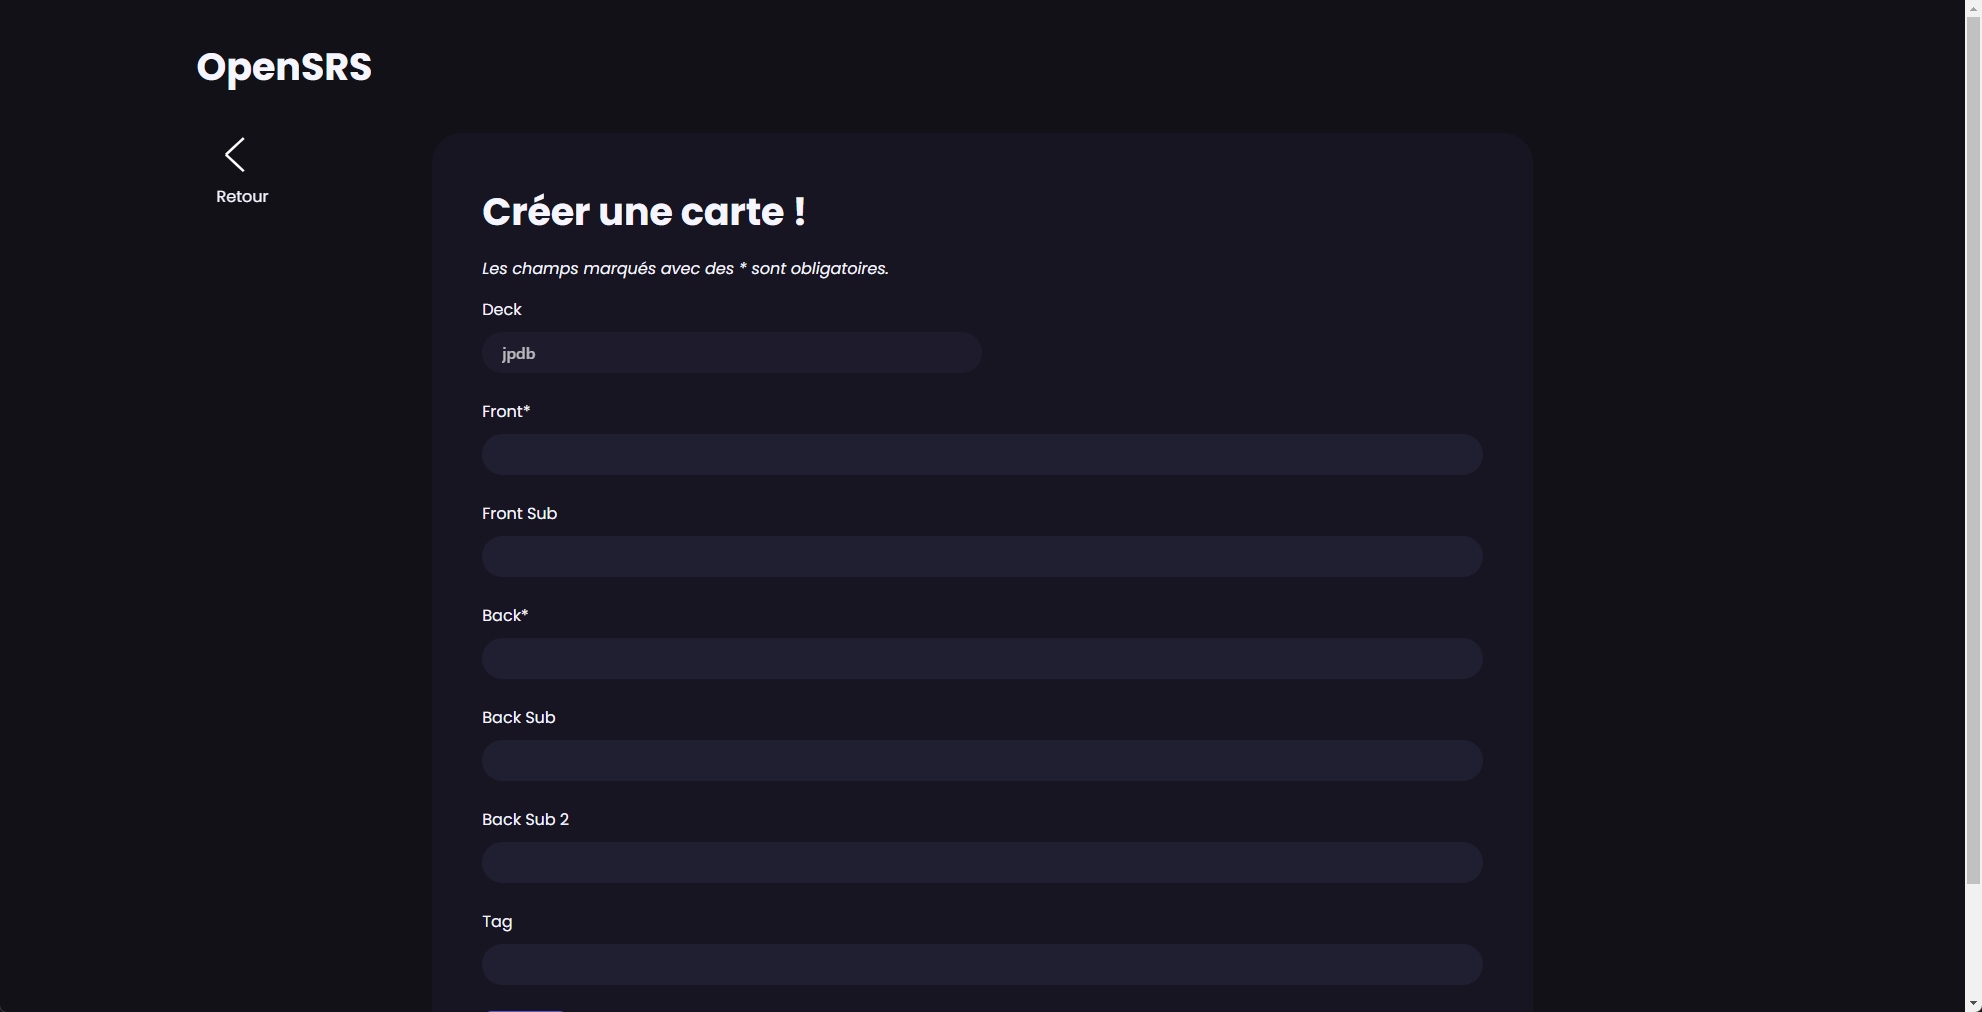 OpenSRS
Retour
Créer une carte !
Les champs marqués avec des * sont obligatoires.
Deck
jpdb
Front*
Front Sub
Back*
Back Sub
Back Sub 2
Tag